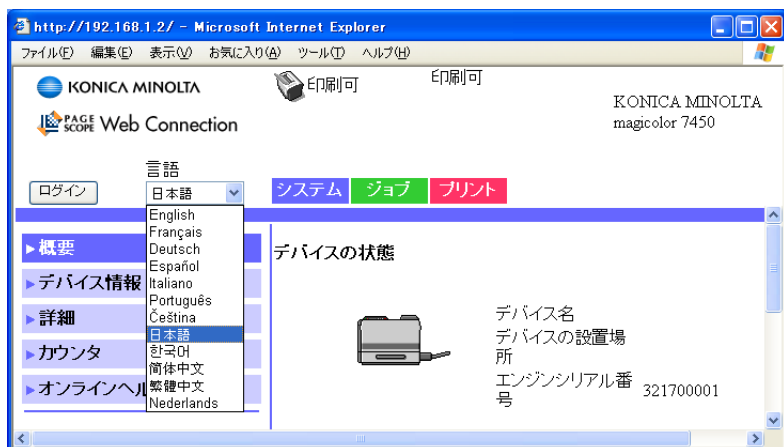 http://192.168.1.2/ - Microsoft Internet Explorer
ファイル(F) 編集(E) 表示(V) お気に入り(A) ツール(T) ヘルプ(H)
KONICA MINOLTA
印刷可
印刷可
KONICA MINOLTA
magicolor 7450
PAGE SCOPE Web Connection
言語
ログイン
日本語
システム
ジョブ
プリント
English
Français
Deutsch
Español
Italiano
Português
Čeština
日本語
한국어
简体中文
繁體中文
Nederlands
概要
デバイス情報
詳細
カウンタ
オンラインヘル
デバイスの状態
デバイス名
デバイスの設置場
所
エンジンシリアル番
号
321700001